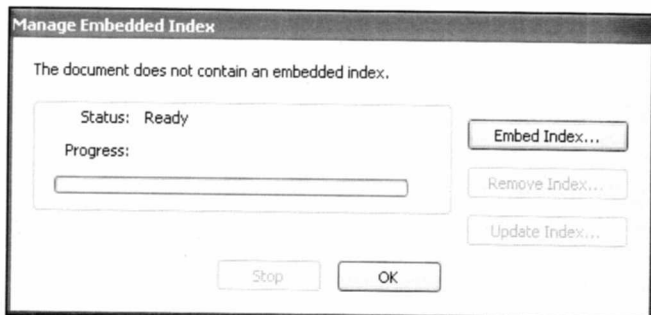 Manage Embedded Index
The document does not contain an embedded index.
Status: Ready
Embed Index...
Progress:
Remove Index...
Update Index...
Stop
OK